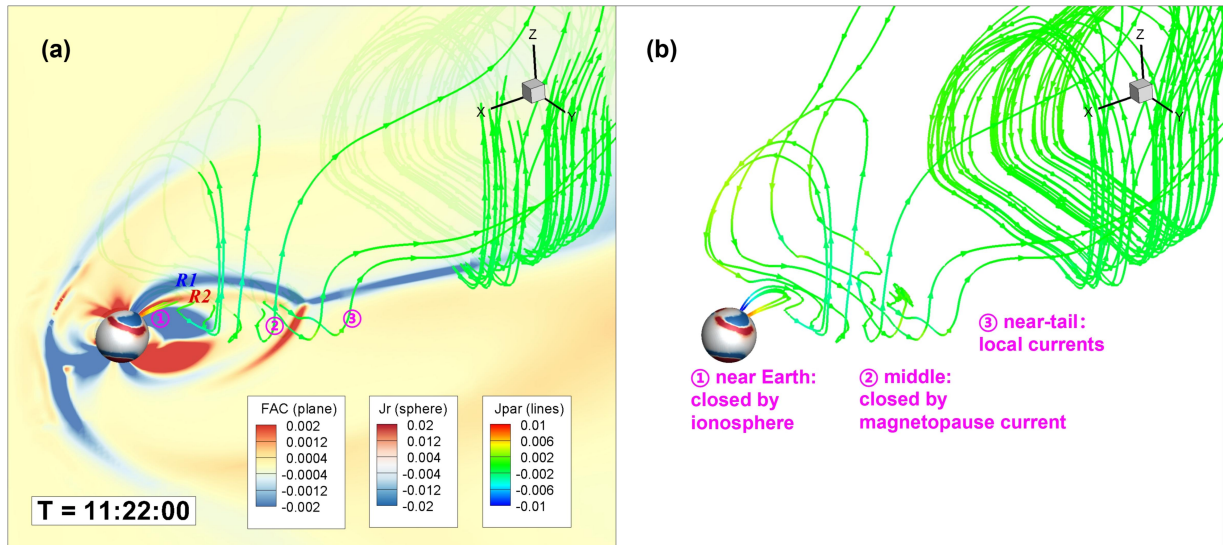 (a)
Z
X
Y
R1
R2
①
②
③
FAC (plane)
0.002
0.0012
0.0004
-0.0004
-0.0012
-0.002
Jr (sphere)
0.02
0.012
0.004
-0.004
-0.012
-0.02
Jpar (lines)
0.01
0.006
0.002
-0.002
-0.006
-0.01
T = 11:22:00
(b)
Z
X
Y
③ near-tail:
local currents
① near Earth:
closed by
ionosphere
② middle:
closed by
magnetopause current